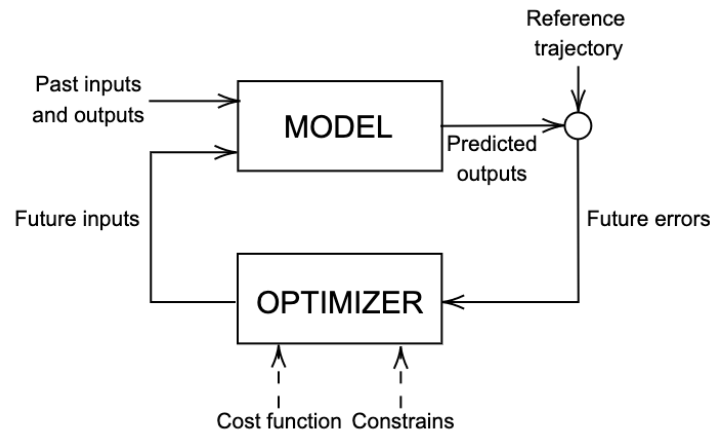 Reference
trajectory
Past inputs
and outputs
MODEL
Predicted
outputs
Future inputs
Future errors
OPTIMIZER
Cost function
Constrains